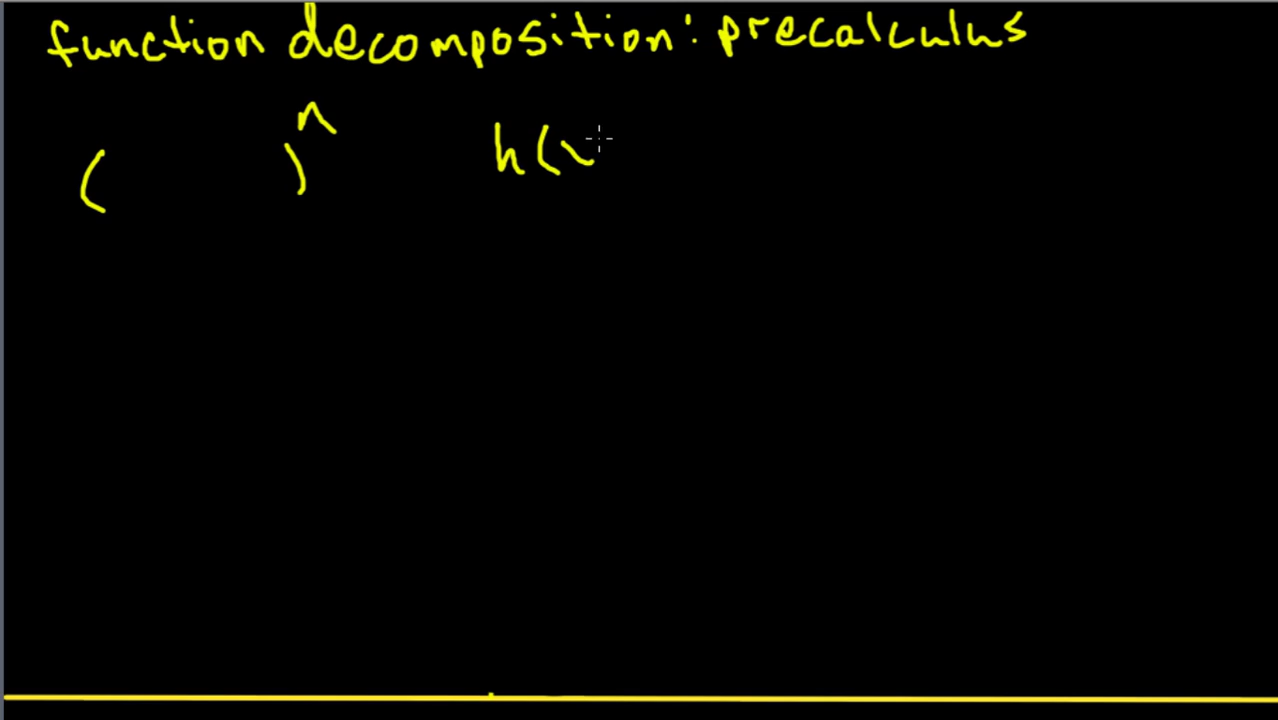 function decomposition: precalculus
(     )^n     h(